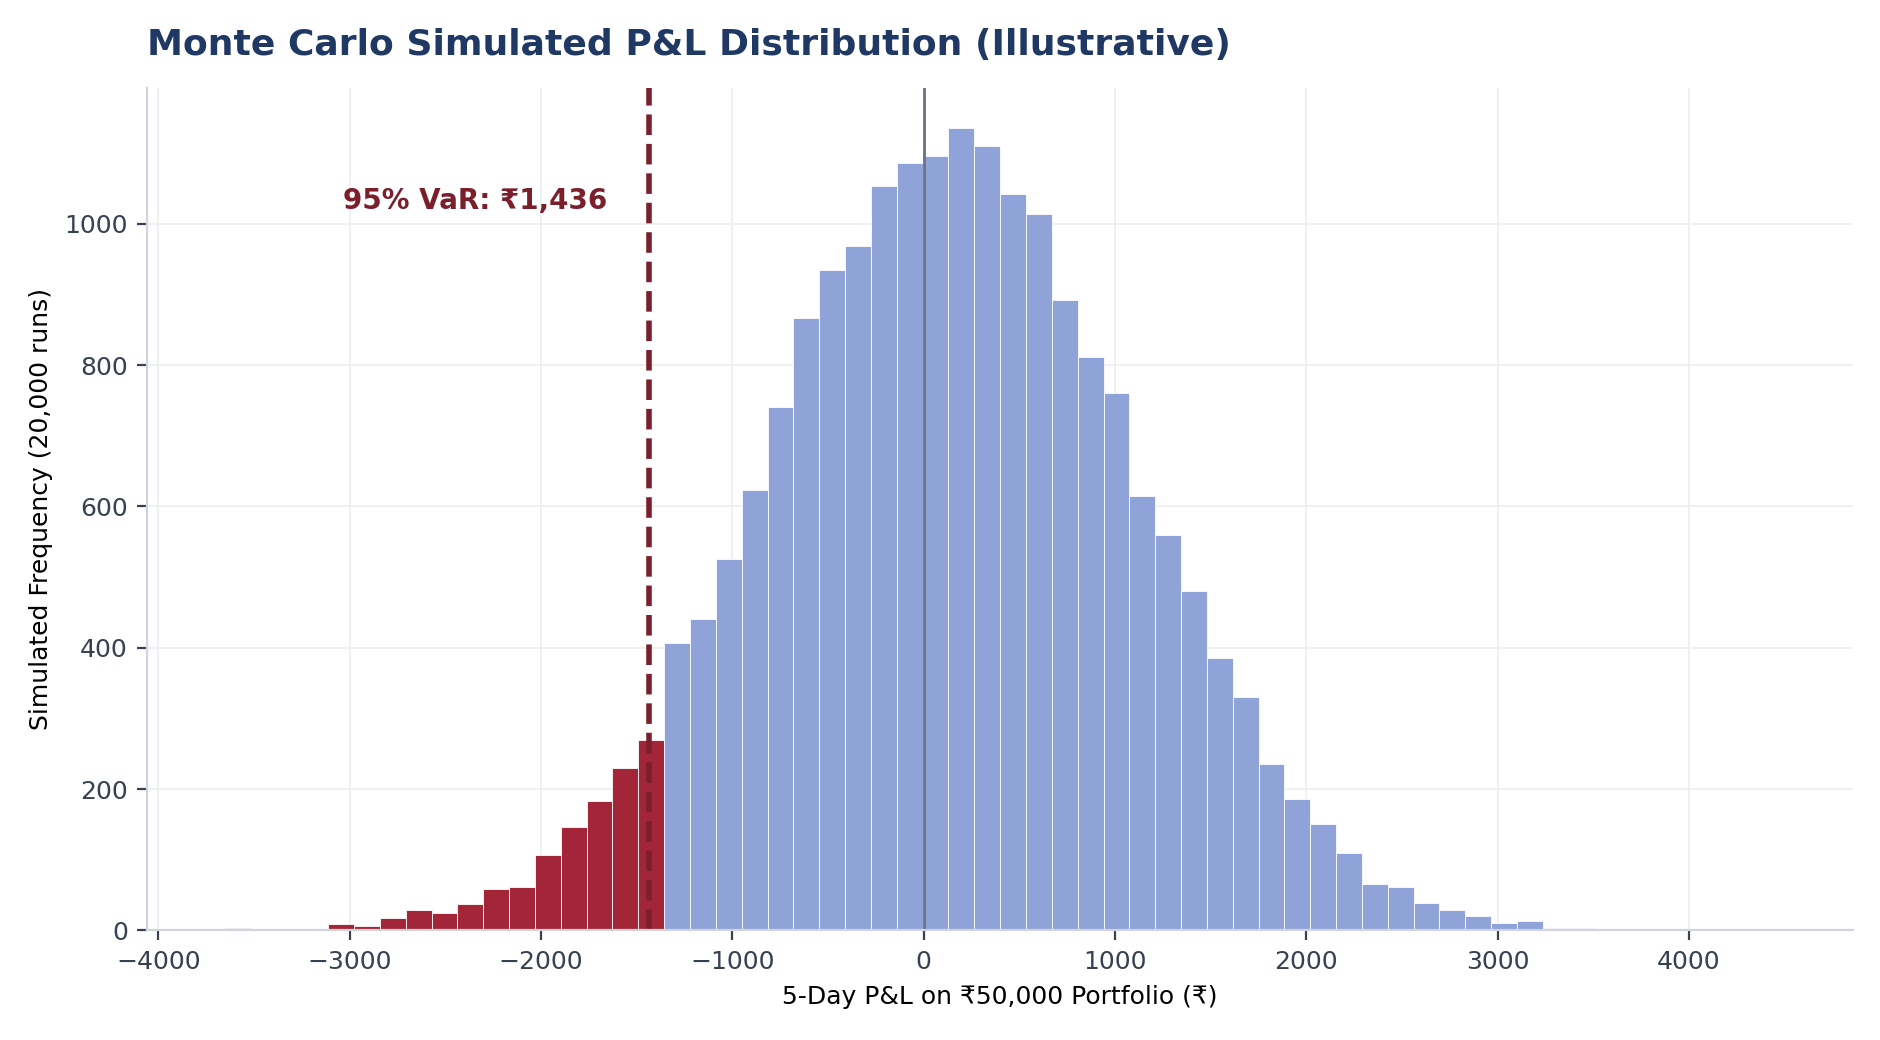 Monte Carlo Simulated P&L Distribution (Illustrative)
95% VaR: ₹1,436
Simulated Frequency (20,000 runs)
1000
800
600
400
200
0
−4000 −3000 −2000 −1000 0 1000 2000 3000 4000
5-Day P&L on ₹50,000 Portfolio (₹)